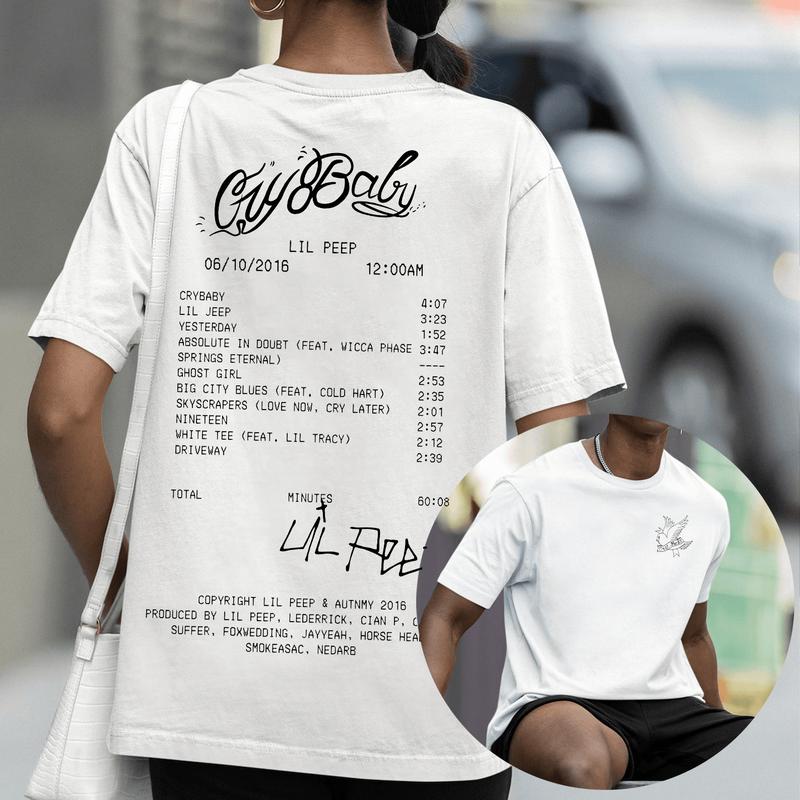 CryBaby
LIL PEEP
06/10/2016 12:00AM
CRYBABY 4:07
LIL JEEP 3:23
YESTERDAY 1:52
ABSOLUTE IN DOUBT (FEAT. WICCA PHASE 3:47
SPRINGS ETERNAL) ----
GHOST GIRL 2:53
BIG CITY BLUES (FEAT. COLD HART) 2:35
SKYSCRAPERS (LOVE NOW, CRY LATER) 2:01
NINETEEN 2:57
WHITE TEE (FEAT. LIL TRACY) 2:12
DRIVEWAY 2:39
TOTAL MINUTES 60:08
LiL PEE
COPYRIGHT LIL PEEP & AUTNMY 2016
PRODUCED BY LIL PEEP, LEDERRICK, CIAN P,
SUFFER, FOXWEDDING, JAYYEAH, HORSE HEA
SMOKEASAC, NEDARB